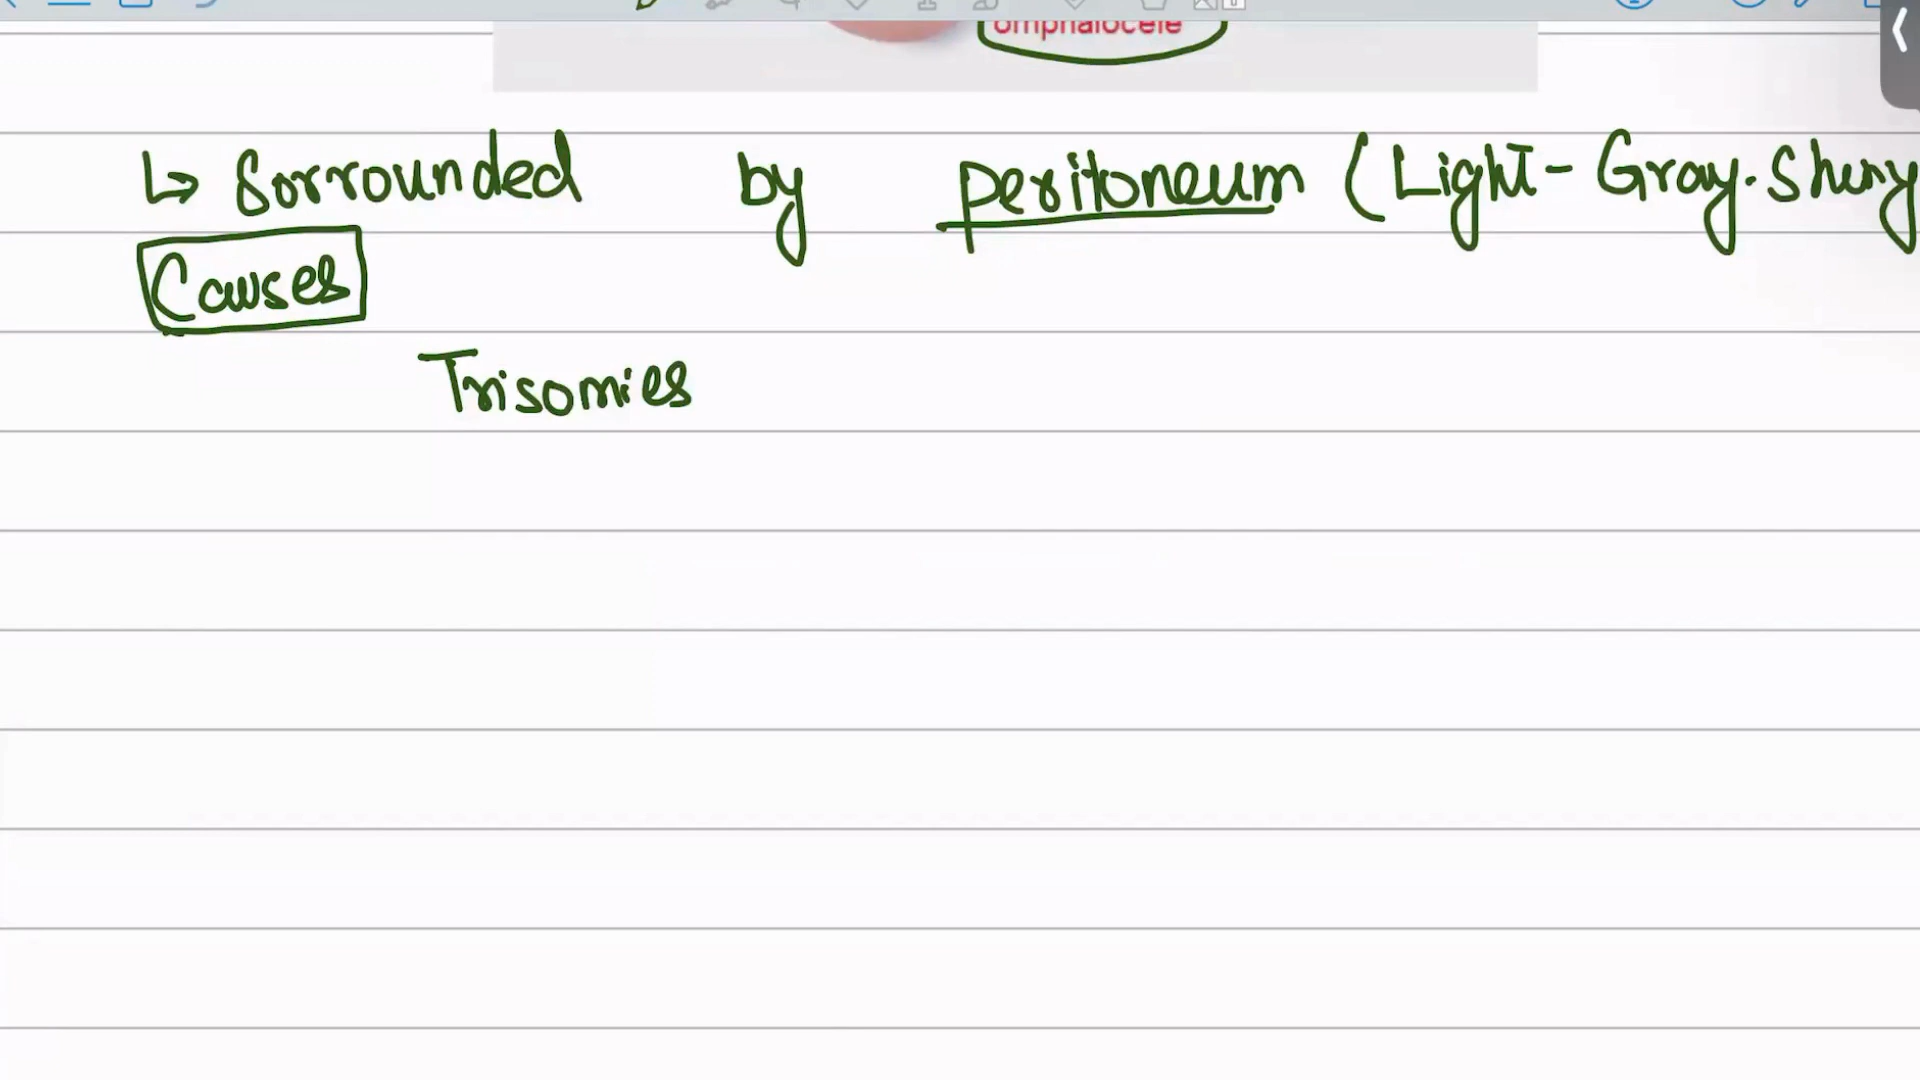 omphalocele
↳ Sorrounded by peritoneum (Light-Gray.Shiny
Causes
Trisomies